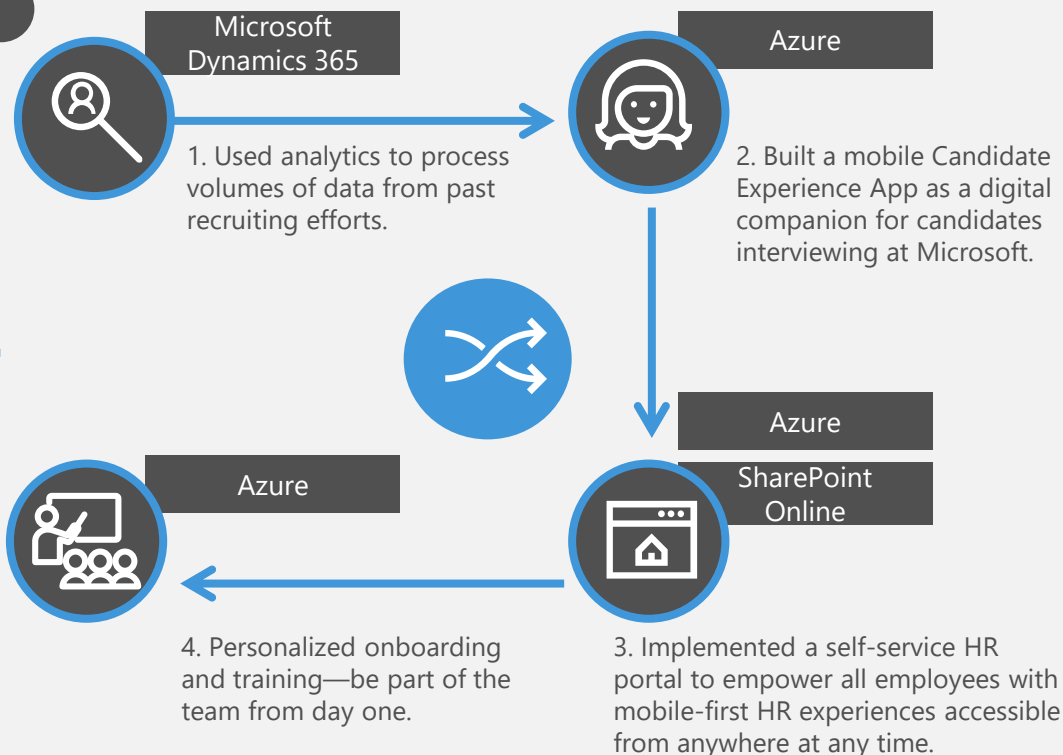 Microsoft
Dynamics 365
1. Used analytics to process
volumes of data from past
recruiting efforts.
Azure
2. Built a mobile Candidate
Experience App as a digital
companion for candidates
interviewing at Microsoft.
Azure
SharePoint
Online
3. Implemented a self-service HR
portal to empower all employees with
mobile-first HR experiences accessible
from anywhere at any time.
Azure
4. Personalized onboarding
and training—be part of the
team from day one.